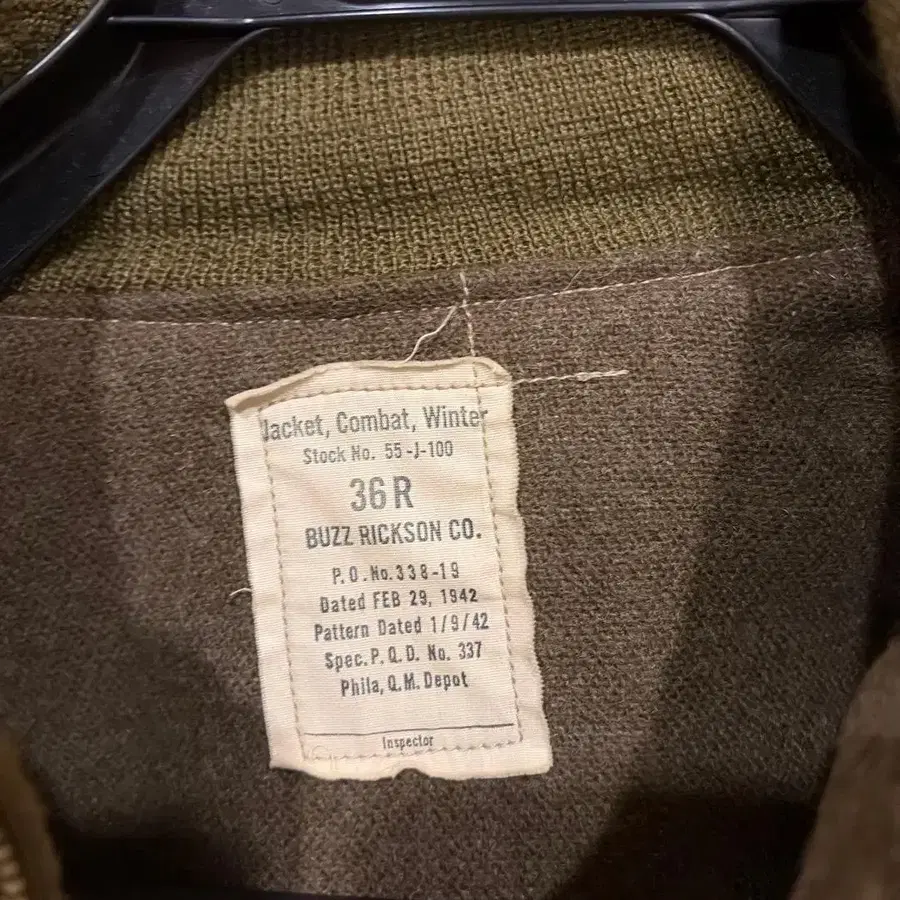 Jacket, Combat, Winter
Stock No. 55-J-100
36 R
BUZZ RICKSON CO.
P.O.No.338-19
Dated FEB 29, 1942
Pattern Dated 1/9/42
Spec.P.Q.D. No. 337
Phila, Q.M. Depot
Inspector